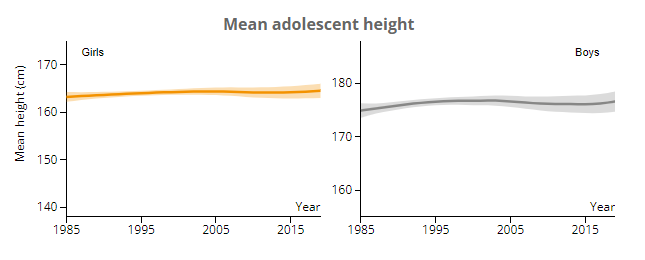 Mean adolescent height
Girls
Mean height (cm)
170
160
150
140
Year
1985
1995
2005
2015
Boys
180
170
160
Year
1985
1995
2005
2015